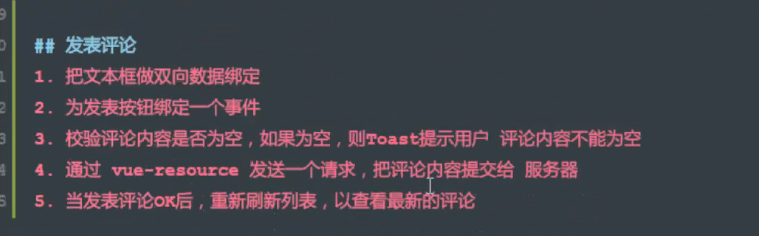 ## 发表评论
1. 把文本框做双向数据绑定
2. 为发表按钮绑定一个事件
3. 校验评论内容是否为空，如果为空，则Toast提示用户 评论内容不能为空
4. 通过 vue-resource 发送一个请求，把评论内容提交给 服务器
5. 当发表评论OK后，重新刷新列表，以查看最新的评论